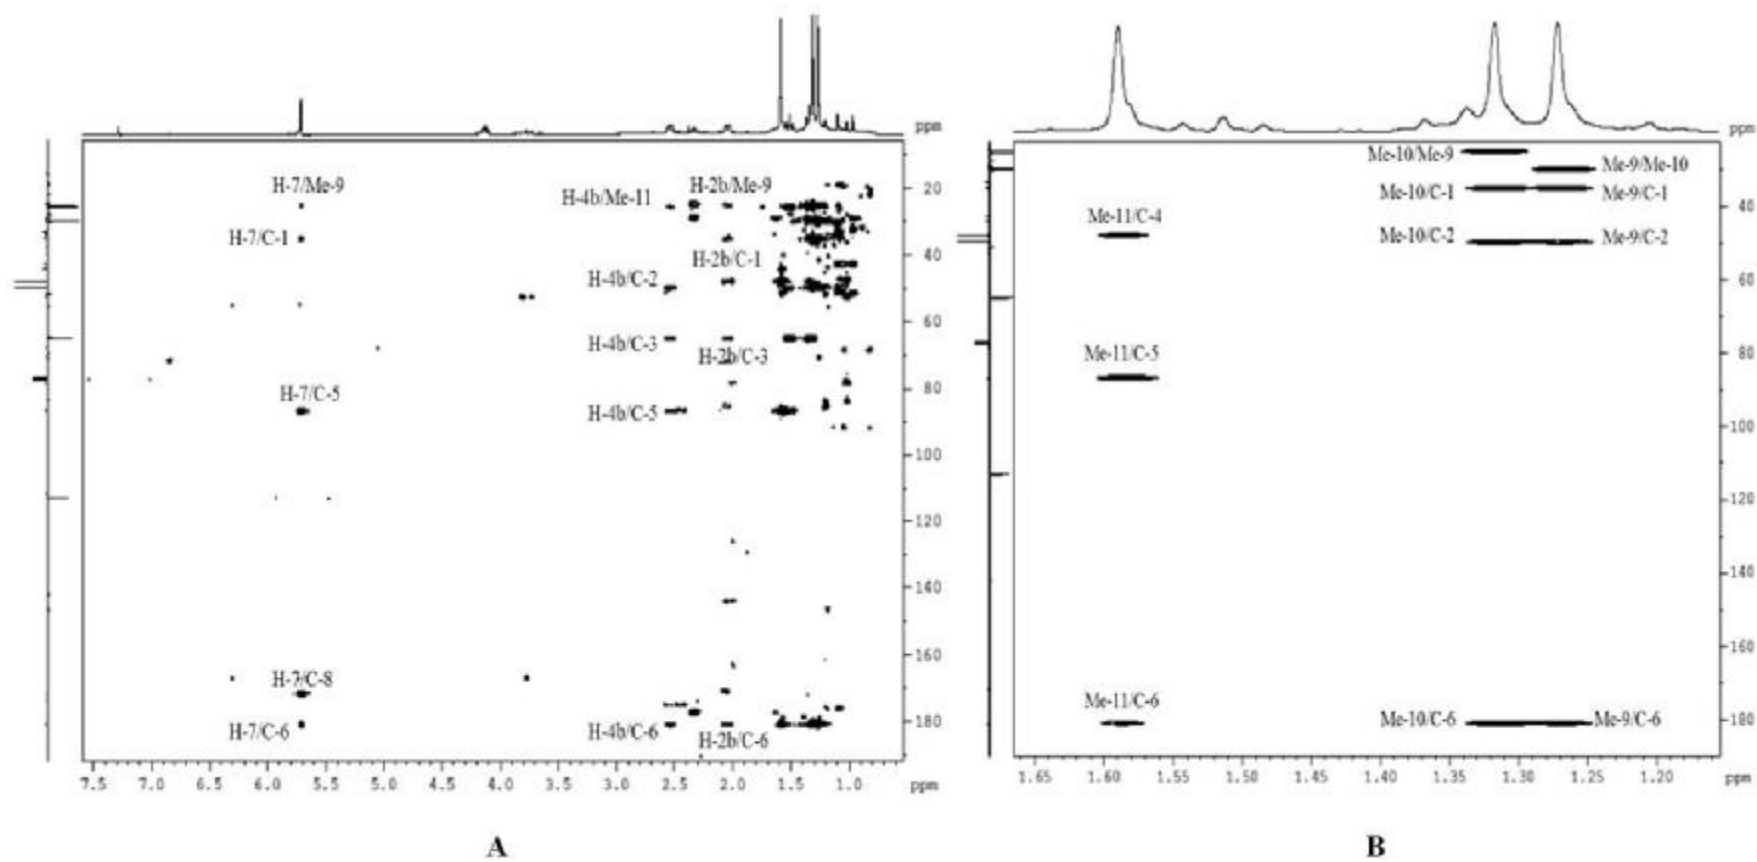 ppm
H-7/Me-9
H-4b/Me-11
H-2b/Me-9
H-7/C-1
H-2b/C-1
H-4b/C-2
H-4b/C-3
H-2b/C-3
H-7/C-5
H-4b/C-5
H-7/C-8
H-7/C-6
H-4b/C-6
H-2b/C-6
20
40
60
80
100
120
140
160
180
7.5 7.0 6.5 6.0 5.5 5.0 4.5 4.0 3.5 3.0 2.5 2.0 1.5 1.0 ppm
A
ppm
Me-10/Me-9
Me-9/Me-10
Me-10/C-1
Me-9/C-1
Me-11/C-4
Me-10/C-2
Me-9/C-2
Me-11/C-5
Me-11/C-6
Me-10/C-6
Me-9/C-6
40
60
80
100
120
140
160
180
1.65 1.60 1.55 1.50 1.45 1.40 1.35 1.30 1.25 1.20 ppm
B